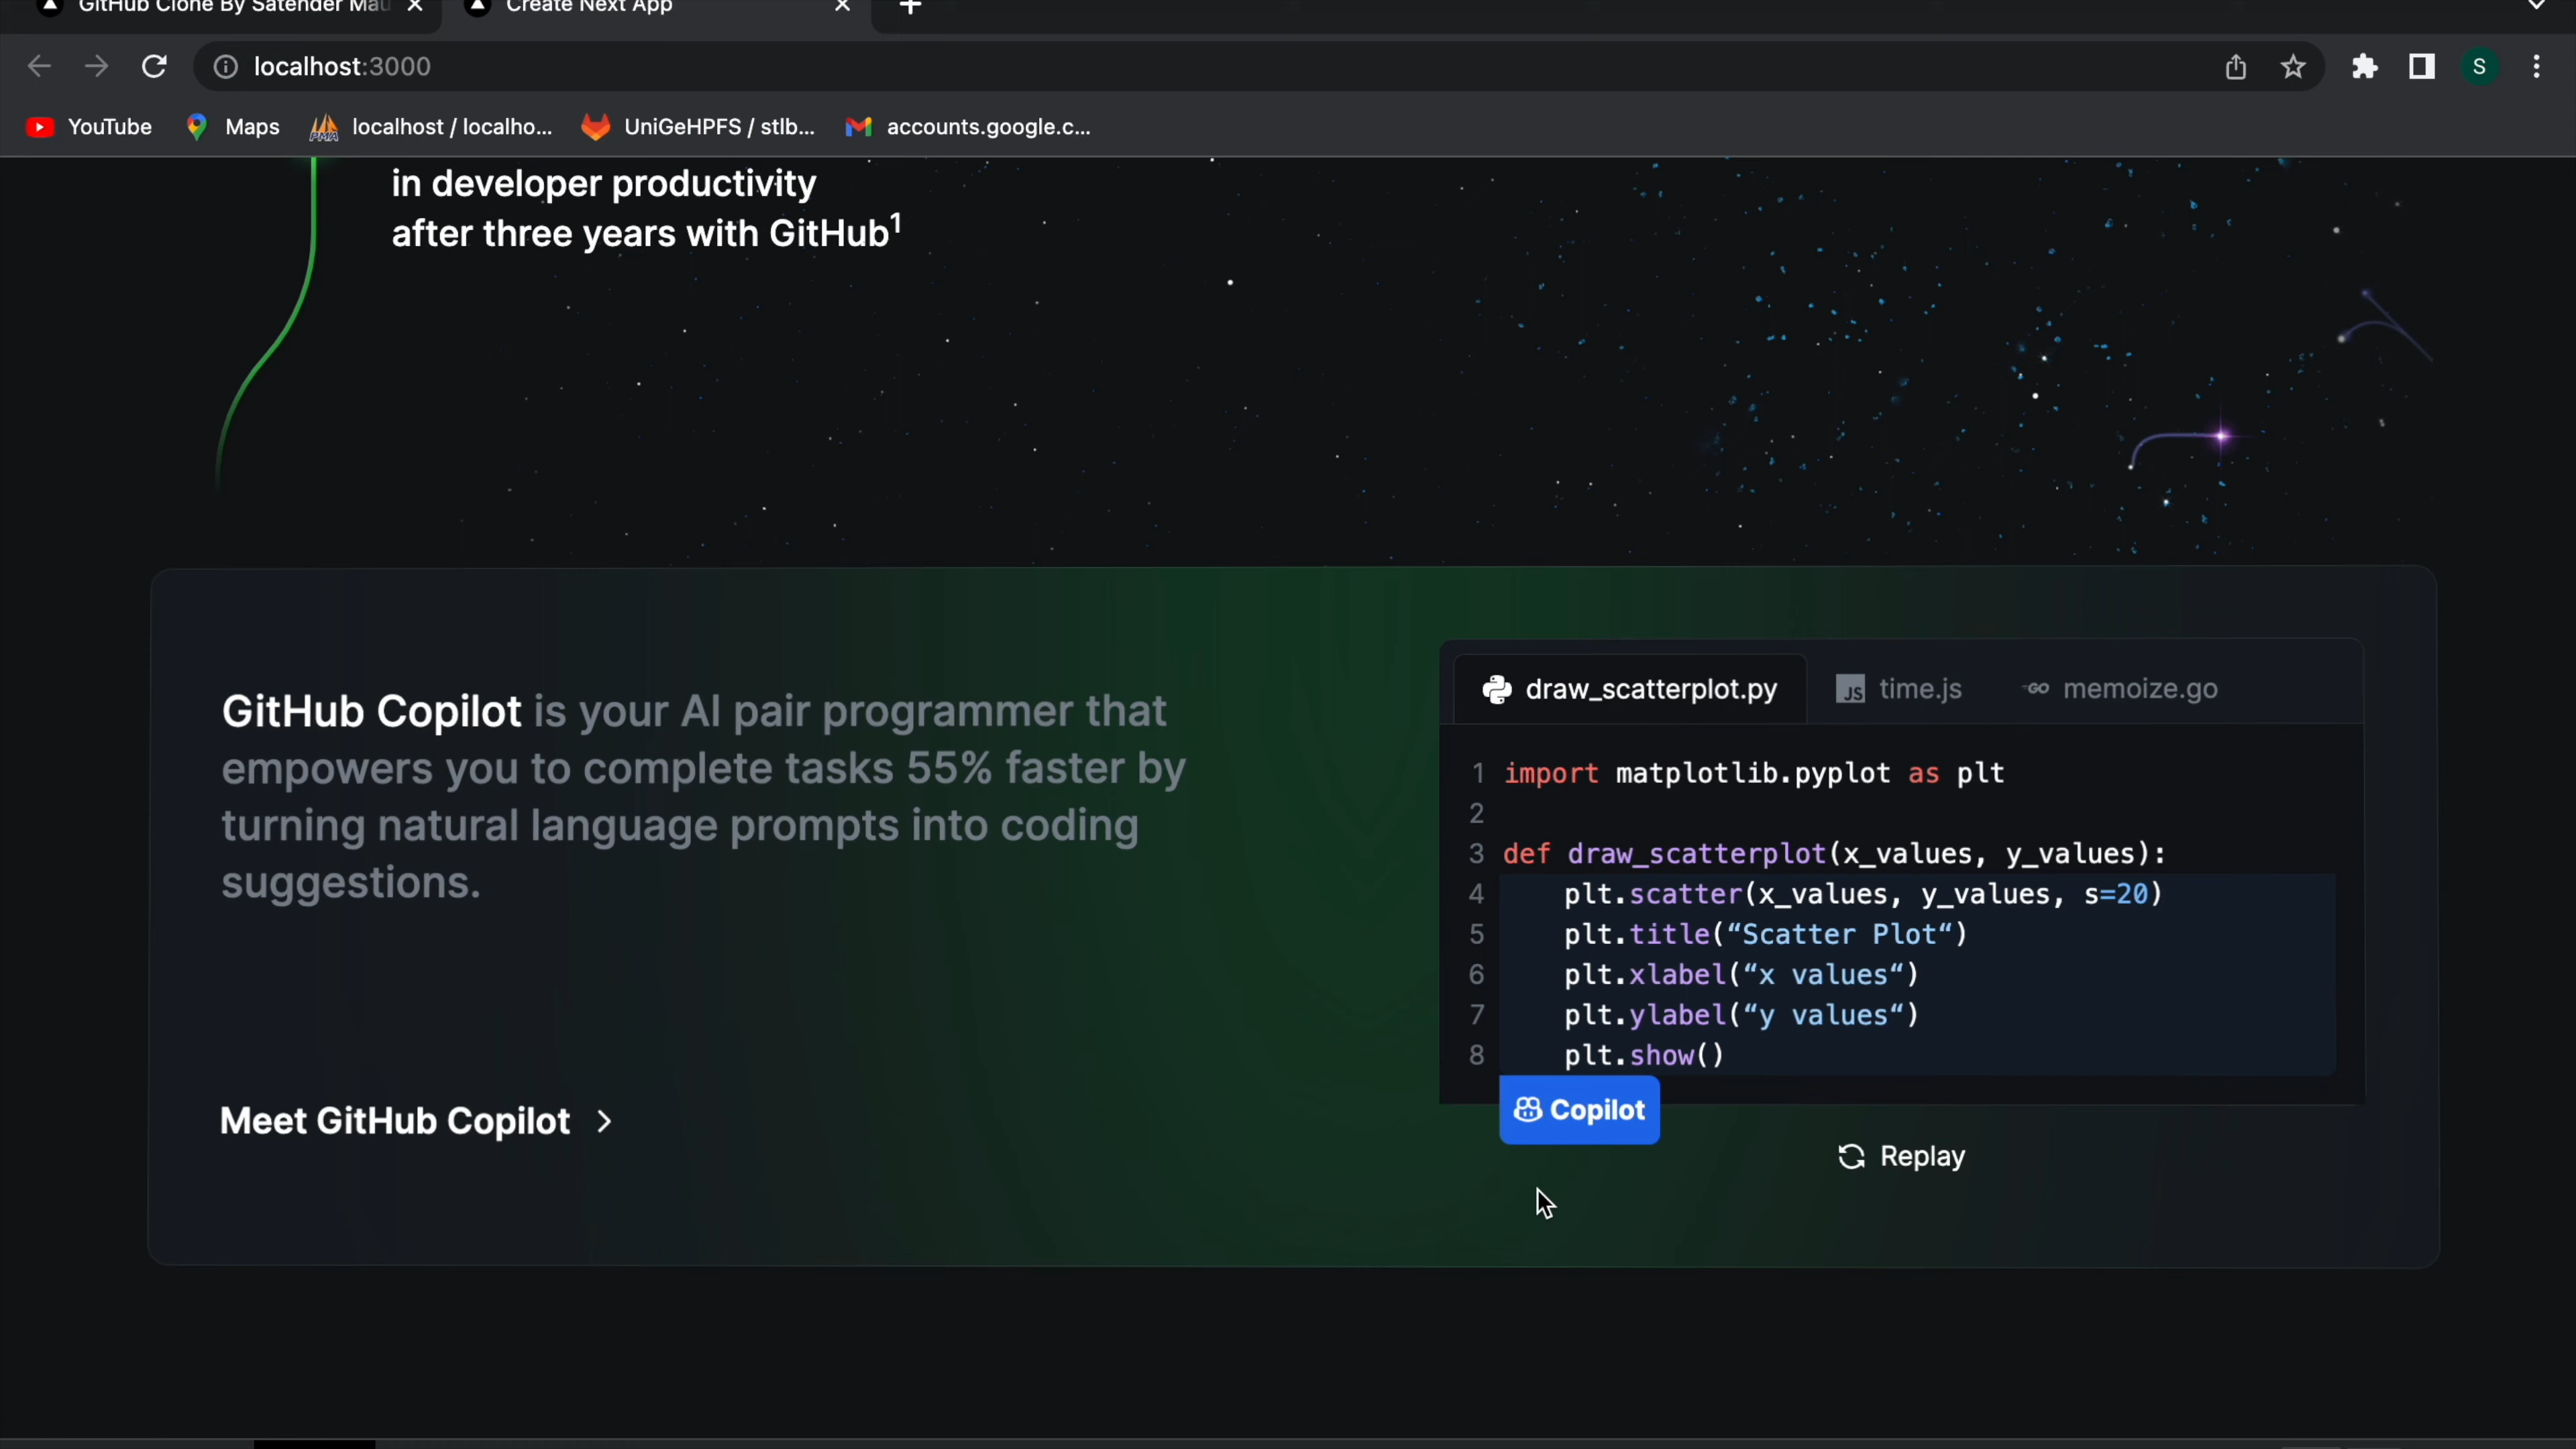 GitHub Clone By Satender Mau
Create Next App
localhost:3000
S
YouTube
Maps
localhost / localho...
UniGeHPFS / stlb...
accounts.google.c...
in developer productivity
after three years with GitHub1
GitHub Copilot is your AI pair programmer that
empowers you to complete tasks 55% faster by
turning natural language prompts into coding
suggestions.
Meet GitHub Copilot
draw_scatterplot.py
JS time.js
GO memoize.go
1 import matplotlib.pyplot as plt
2
3 def draw_scatterplot(x_values, y_values):
4 plt.scatter(x_values, y_values, s=20)
5 plt.title(“Scatter Plot“)
6 plt.xlabel(“x values“)
7 plt.ylabel(“y values“)
8 plt.show()
Copilot
Replay